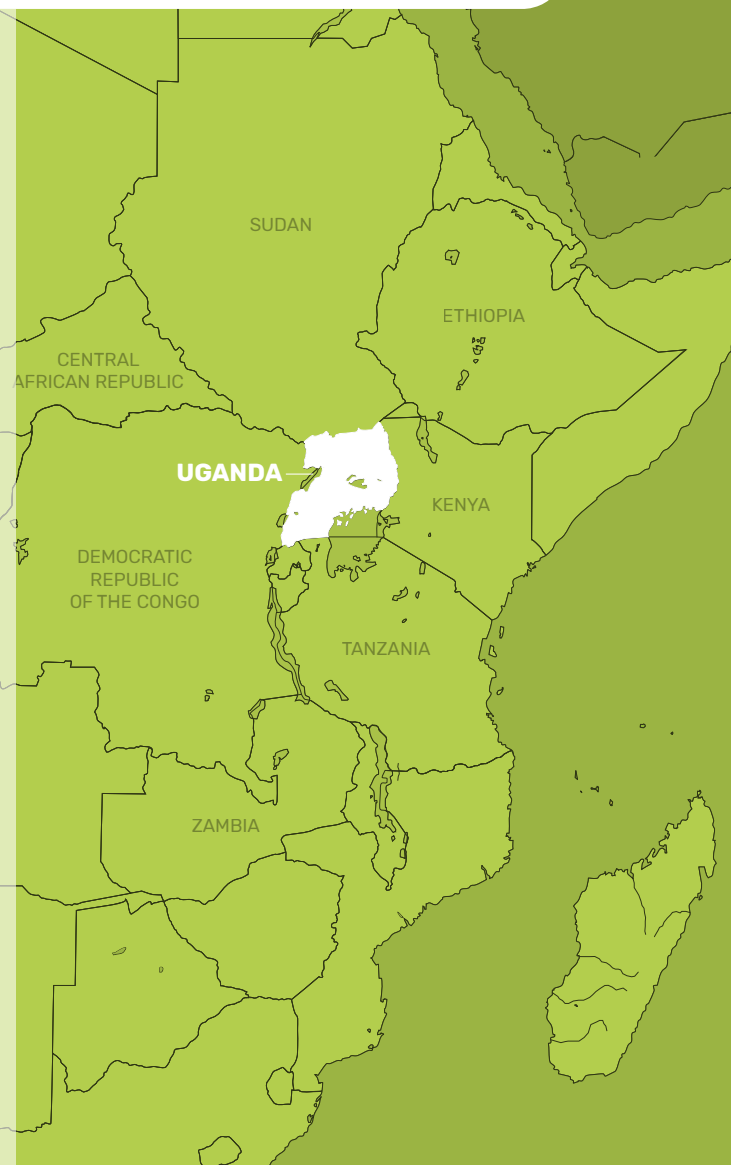 SUDAN
ETHIOPIA
CENTRAL
AFRICAN REPUBLIC
UGANDA
KENYA
DEMOCRATIC
REPUBLIC
OF THE CONGO
TANZANIA
ZAMBIA